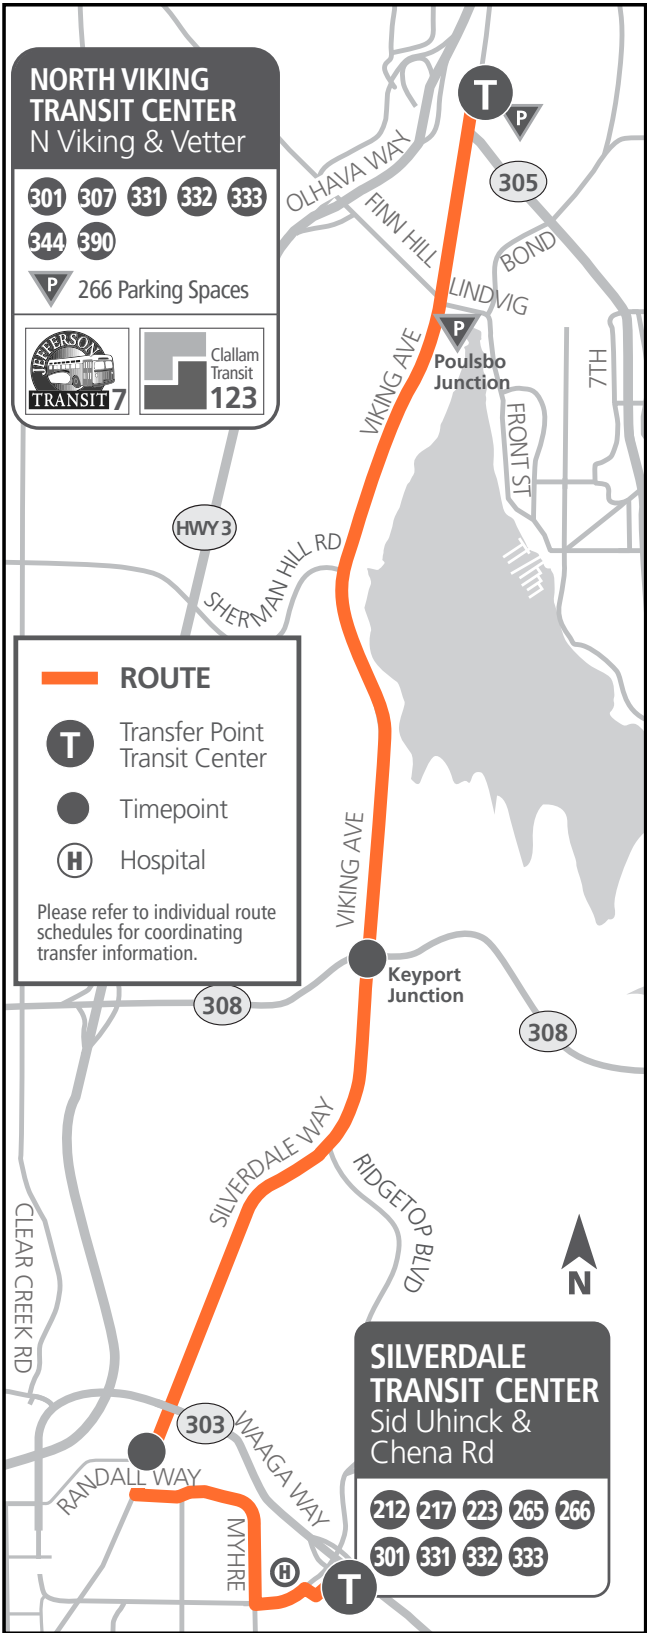 NORTH VIKING
TRANSIT CENTER
N Viking & Vetter
301 307 331 332 333
344 390
P 266 Parking Spaces
JEFFERSON
TRANSIT 7
Clallam
Transit
123
T
P
305
OLHAVA WAY
FINN HILL
BOND
LINDVIG
P
Poulsbo
Junction
VIKING AVE
7TH
FRONT ST
HWY 3
SHERMAN HILL RD
ROUTE
T Transfer Point
Transit Center
Timepoint
H Hospital
Please refer to individual route
schedules for coordinating
transfer information.
VIKING AVE
Keyport
Junction
308
308
SILVERDALE WAY
RIDGETOP BLVD
CLEAR CREEK RD
N
SILVERDALE
TRANSIT CENTER
Sid Uhinck &
Chena Rd
212 217 223 265 266
301 331 332 333
303
WAAGA WAY
RANDALL WAY
MYHRE
H
T